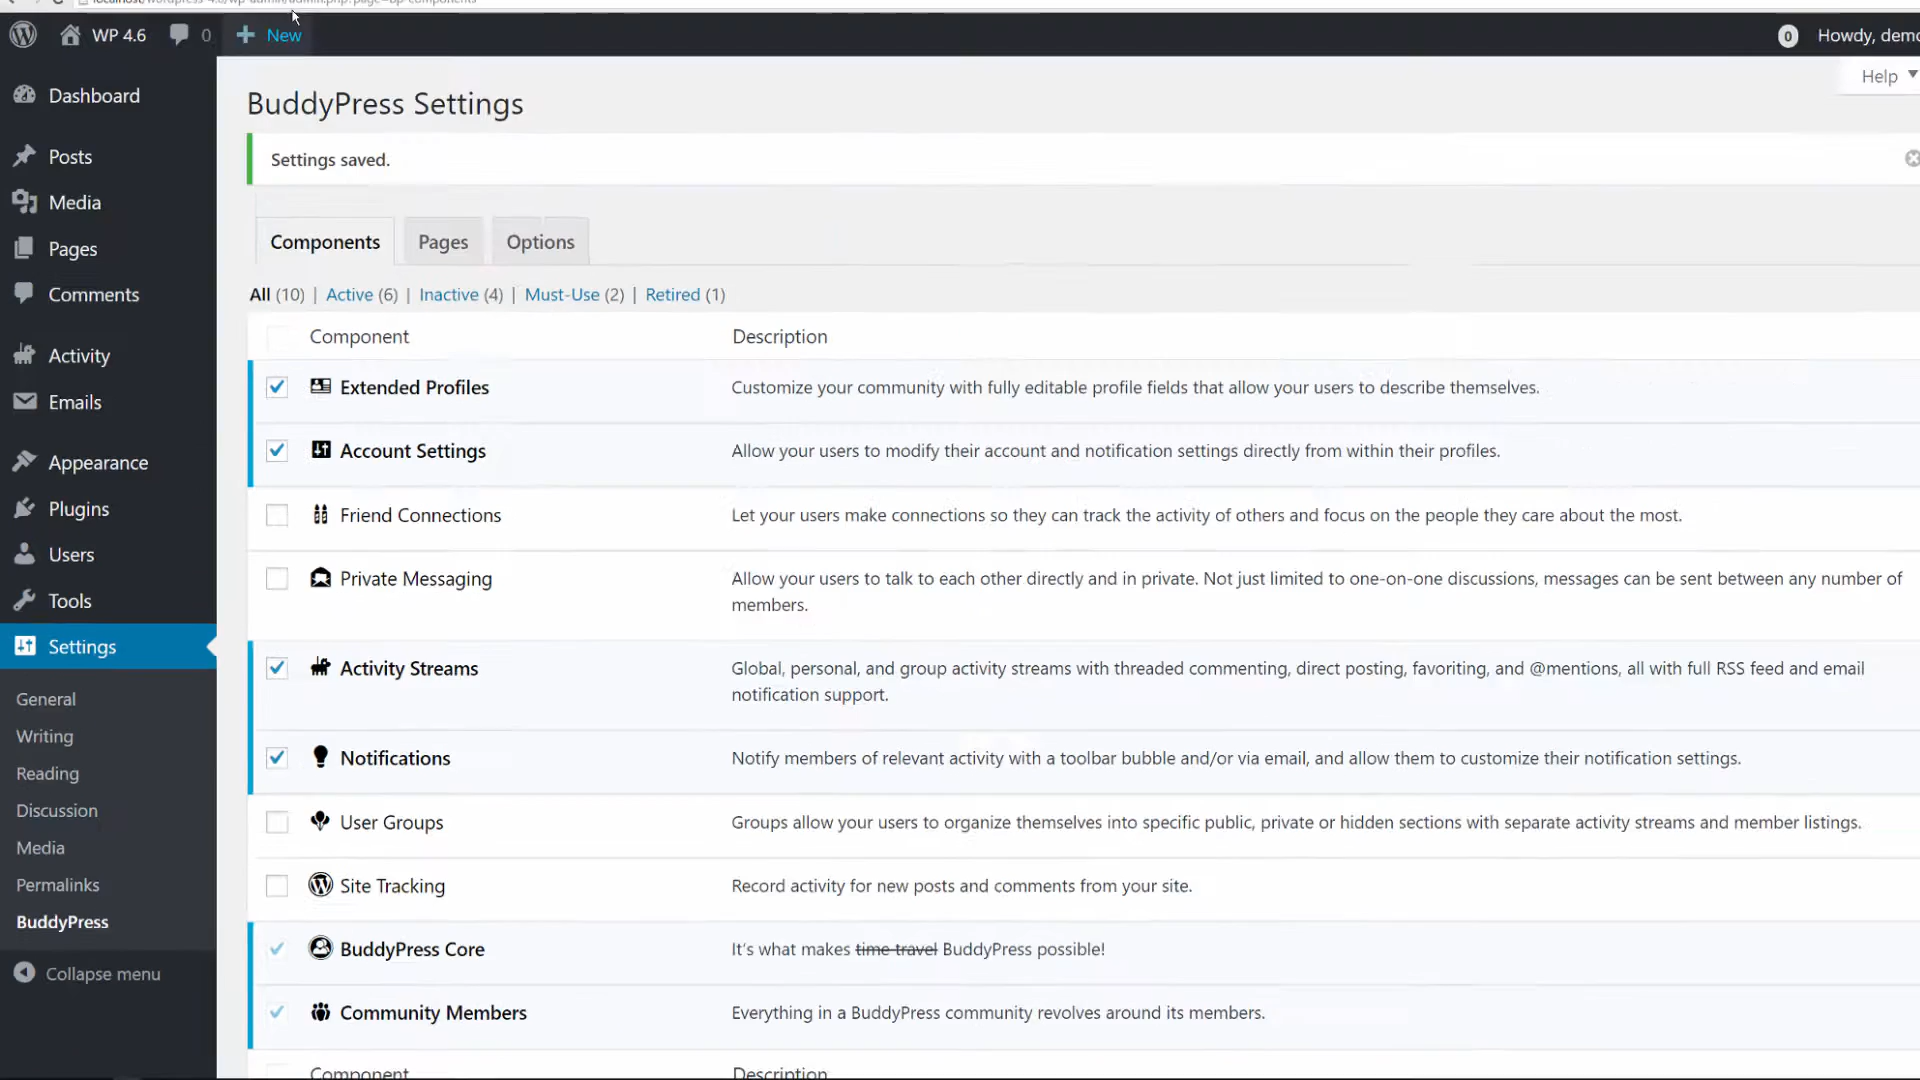 localhost/wordpress-4.6/wp-admin/admin.php?page=bp-components
WP 4.6
0
New
0
Howdy, demo
Help
Dashboard
Posts
Media
Pages
Comments
Activity
Emails
Appearance
Plugins
Users
Tools
Settings
General
Writing
Reading
Discussion
Media
Permalinks
BuddyPress
Collapse menu
BuddyPress Settings
Settings saved.
Components
Pages
Options
All (10) | Active (6) | Inactive (4) | Must-Use (2) | Retired (1)
Component Description
Extended Profiles Customize your community with fully editable profile fields that allow your users to describe themselves.
Account Settings Allow your users to modify their account and notification settings directly from within their profiles.
Friend Connections Let your users make connections so they can track the activity of others and focus on the people they care about the most.
Private Messaging Allow your users to talk to each other directly and in private. Not just limited to one-on-one discussions, messages can be sent between any number of
members.
Activity Streams Global, personal, and group activity streams with threaded commenting, direct posting, favoriting, and @mentions, all with full RSS feed and email
notification support.
Notifications Notify members of relevant activity with a toolbar bubble and/or via email, and allow them to customize their notification settings.
User Groups Groups allow your users to organize themselves into specific public, private or hidden sections with separate activity streams and member listings.
Site Tracking Record activity for new posts and comments from your site.
BuddyPress Core It's what makes time travel BuddyPress possible!
Community Members Everything in a BuddyPress community revolves around its members.
Component Description